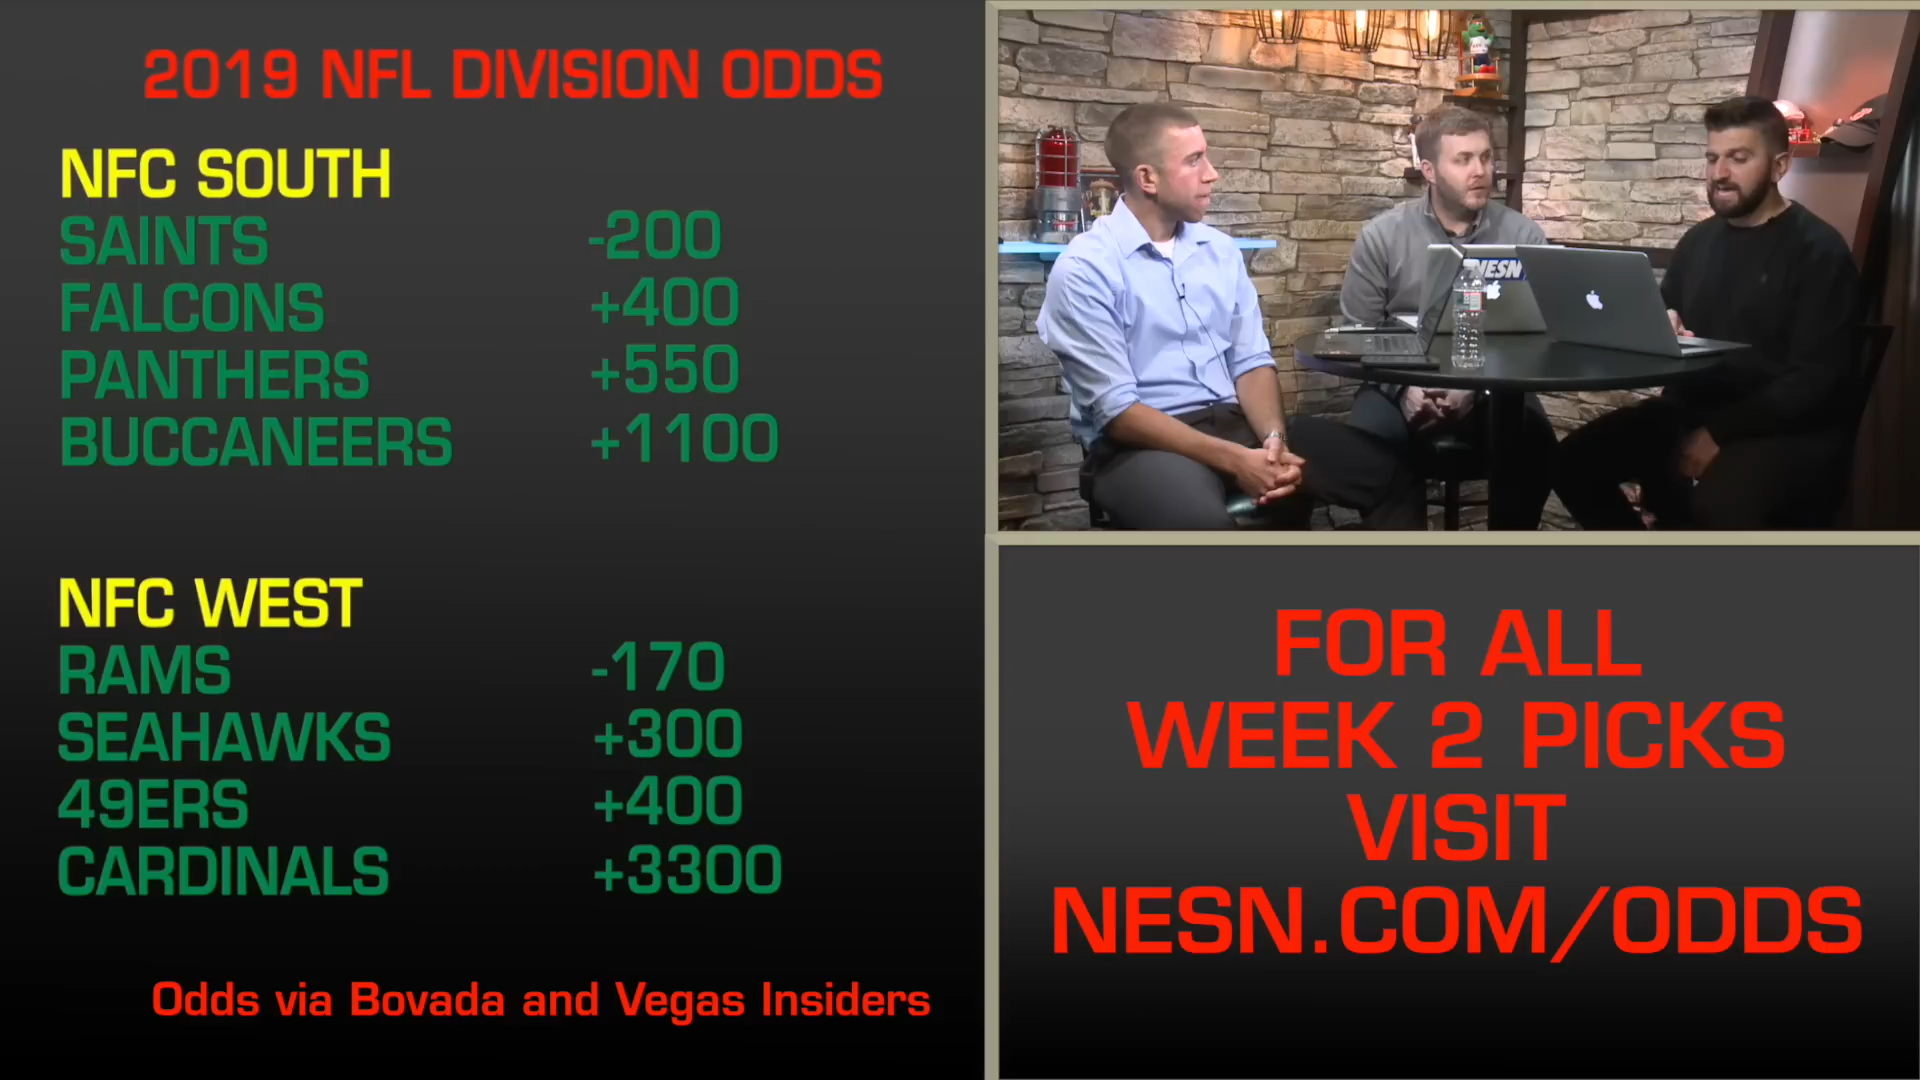 2019 NFL DIVISION ODDS
NFC SOUTH
SAINTS -200
FALCONS +400
PANTHERS +550
BUCCANEERS +1100
NFC WEST
RAMS -170
SEAHAWKS +300
49ERS +400
CARDINALS +3300
Odds via Bovada and Vegas Insiders
NESN
FOR ALL
WEEK 2 PICKS
VISIT
NESN.COM/ODDS